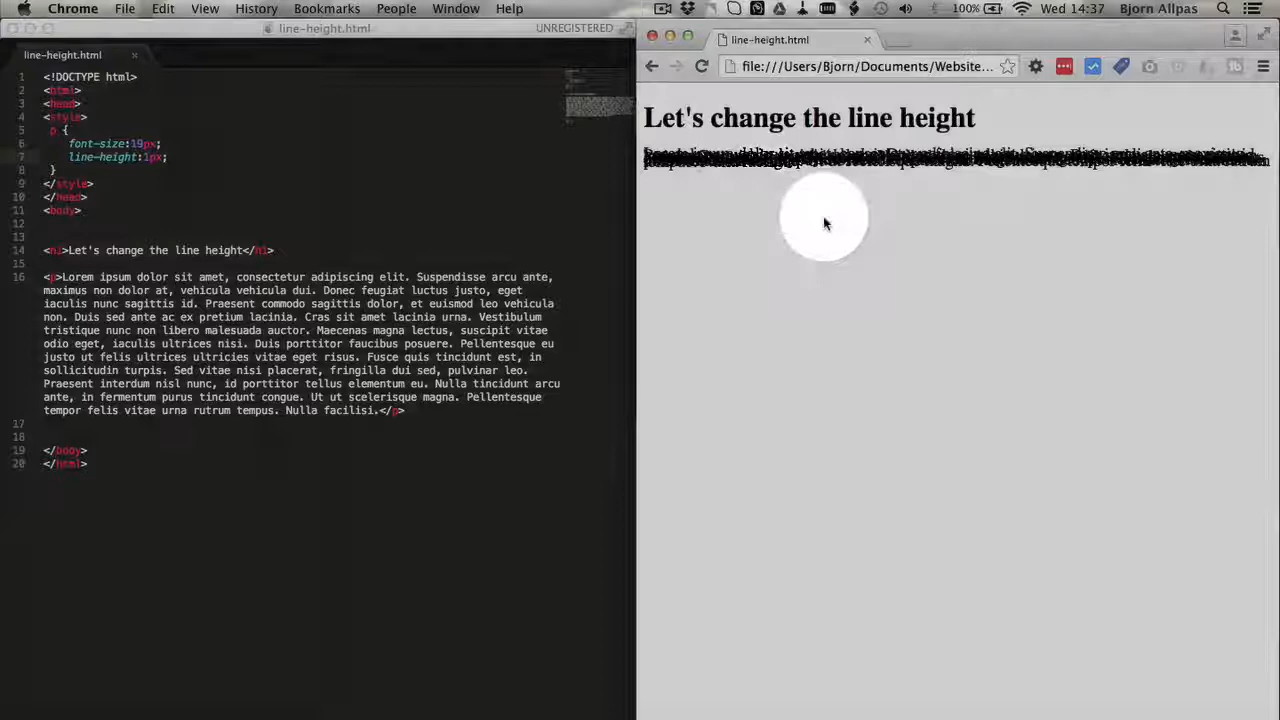 Chrome File Edit View History Bookmarks People Window Help
100% Wed 14:37 Bjorn Allpas
line-height.html UNREGISTERED
line-height.html
1 <!DOCTYPE html>
2 <html>
3 <head>
4 <style>
5 p {
6 font-size:19px;
7 line-height:1px;
8 }
9 </style>
10 </head>
11 <body>
12
13
14 <h1>Let's change the line height</h1>
15
16 <p>Lorem ipsum dolor sit amet, consectetur adipiscing elit. Suspendisse arcu ante,
maximus non dolor at, vehicula vehicula dui. Donec feugiat luctus justo, eget
iaculis nunc sagittis id. Praesent commodo sagittis dolor, et euismod leo vehicula
non. Duis sed ante ac ex pretium lacinia. Cras sit amet lacinia urna. Vestibulum
tristique nunc non libero malesuada auctor. Maecenas magna lectus, suscipit vitae
odio eget, iaculis ultrices nisi. Duis porttitor faucibus posuere. Pellentesque eu
justo ut felis ultrices ultricies vitae eget risus. Fusce quis tincidunt est, in
sollicitudin turpis. Sed vitae nisi placerat, fringilla dui sed, pulvinar leo.
Praesent interdum nisl nunc, id porttitor tellus elementum eu. Nulla tincidunt arcu
ante, in fermentum purus tincidunt congue. Ut ut scelerisque magna. Pellentesque
tempor felis vitae urna rutrum tempus. Nulla facilisi.</p>
17
18
19 </body>
20 </html>
line-height.html
file:///Users/Bjorn/Documents/Website...
Let's change the line height